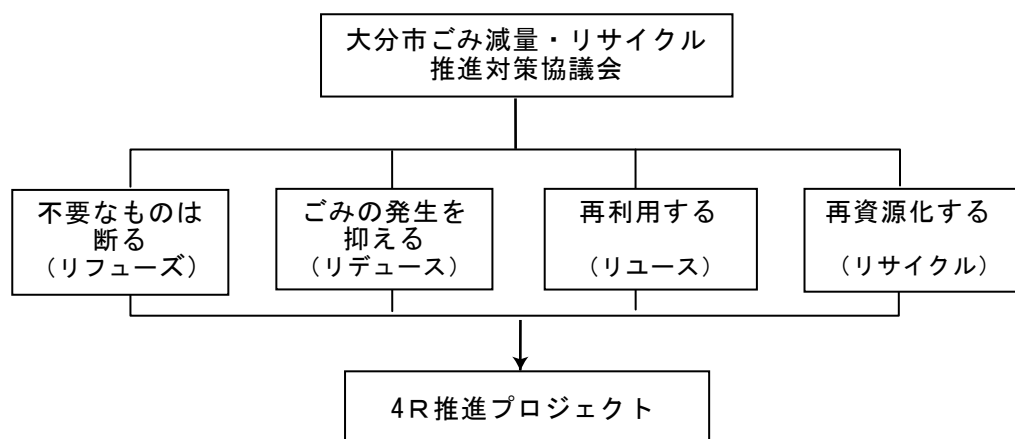 大分市ごみ減量・リサイクル
推進対策協議会
不要なものは
断る
（リフューズ）
ごみの発生を
抑える
（リデュース）
再利用する
（リユース）
再資源化する
（リサイクル）
4Ｒ推進プロジェクト